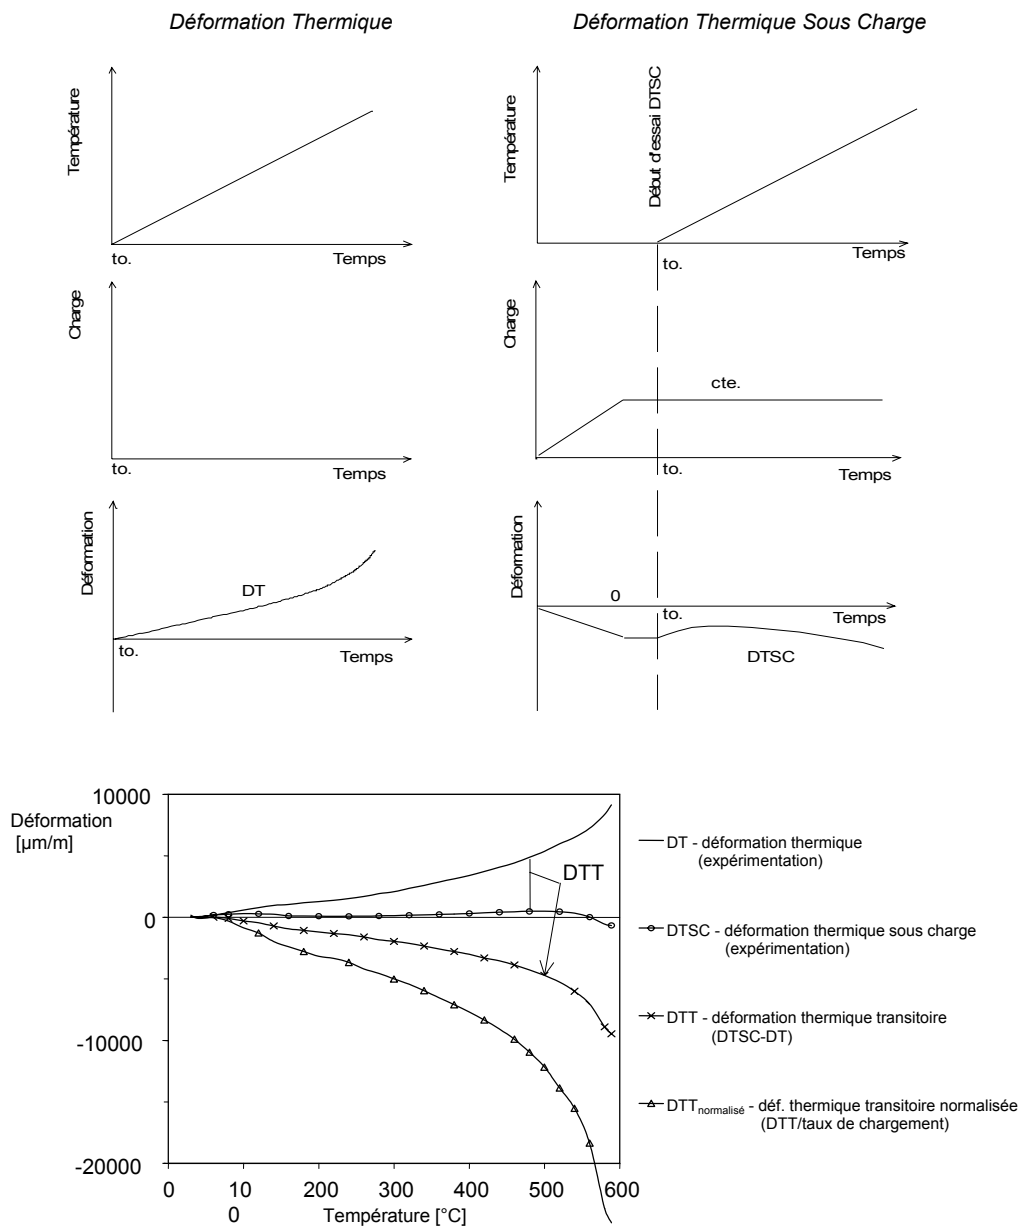 Déformation Thermique
Déformation Thermique Sous Charge
Température
to.
Temps
Température
Début d'essai DTSC
to.
Temps
Charge
to.
Temps
Charge
cte.
to.
Temps
Déformation
DT
to.
Temps
Déformation
0
to.
Temps
DTSC
Déformation
[µm/m]
10000
0
-10000
-20000
DTT
0
10
0
200
300
400
500
600
Température [°C]
DT - déformation thermique
(expérimentation)
DTSC - déformation thermique sous charge
(expérimentation)
DTT - déformation thermique transitoire
(DTSC-DT)
DTTnormalisé - déf. thermique transitoire normalisée
(DTT/taux de chargement)